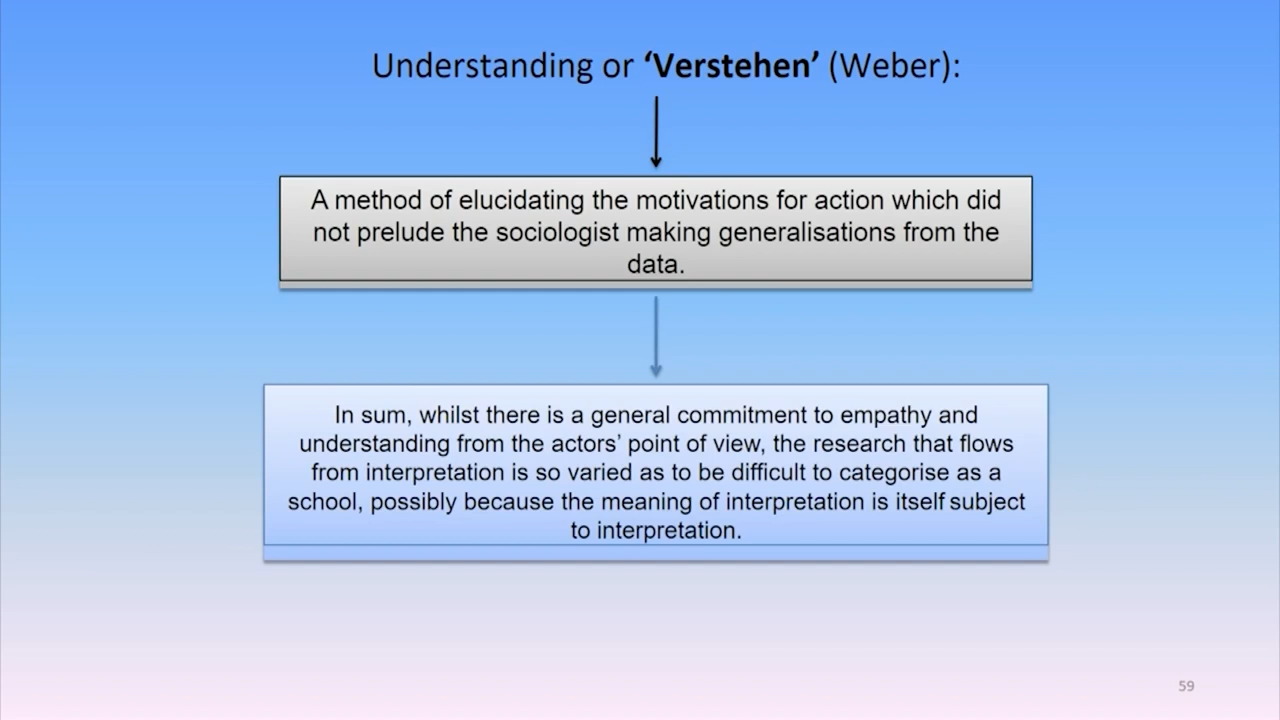 Understanding or ‘Verstehen’ (Weber):
A method of elucidating the motivations for action which did
not prelude the sociologist making generalisations from the
data.
In sum, whilst there is a general commitment to empathy and
understanding from the actors’ point of view, the research that flows
from interpretation is so varied as to be difficult to categorise as a
school, possibly because the meaning of interpretation is itself subject
to interpretation.
59